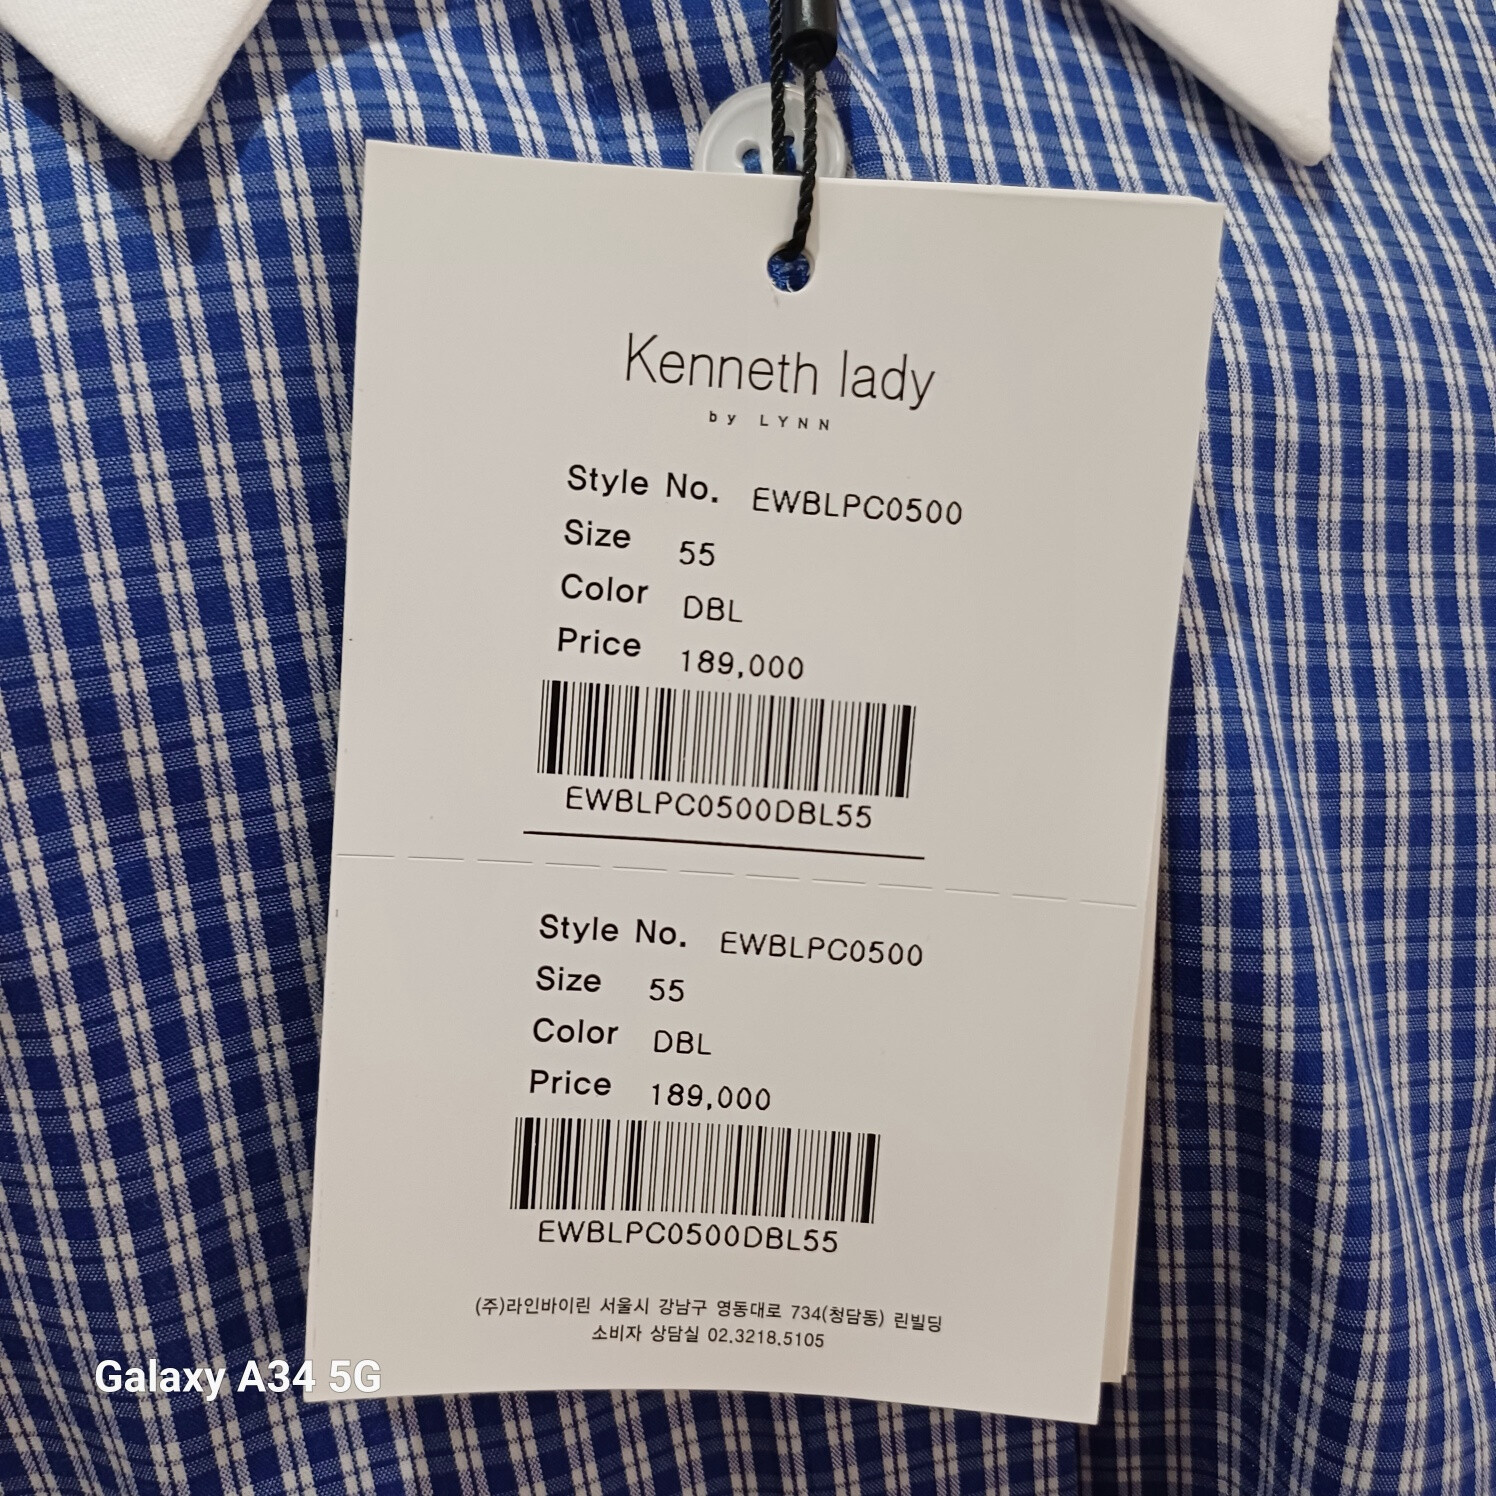 Kenneth lady
by LYNN
Style No. EWBLPC0500
Size 55
Color DBL
Price 189,000
EWBLPC0500DBL55
Style No. EWBLPC0500
Size 55
Color DBL
Price 189,000
EWBLPC0500DBL55
(주)라인바이린 서울시 강남구 영동대로 734(청담동) 린빌딩
소비자 상담실 02.3218.5105
Galaxy A34 5G